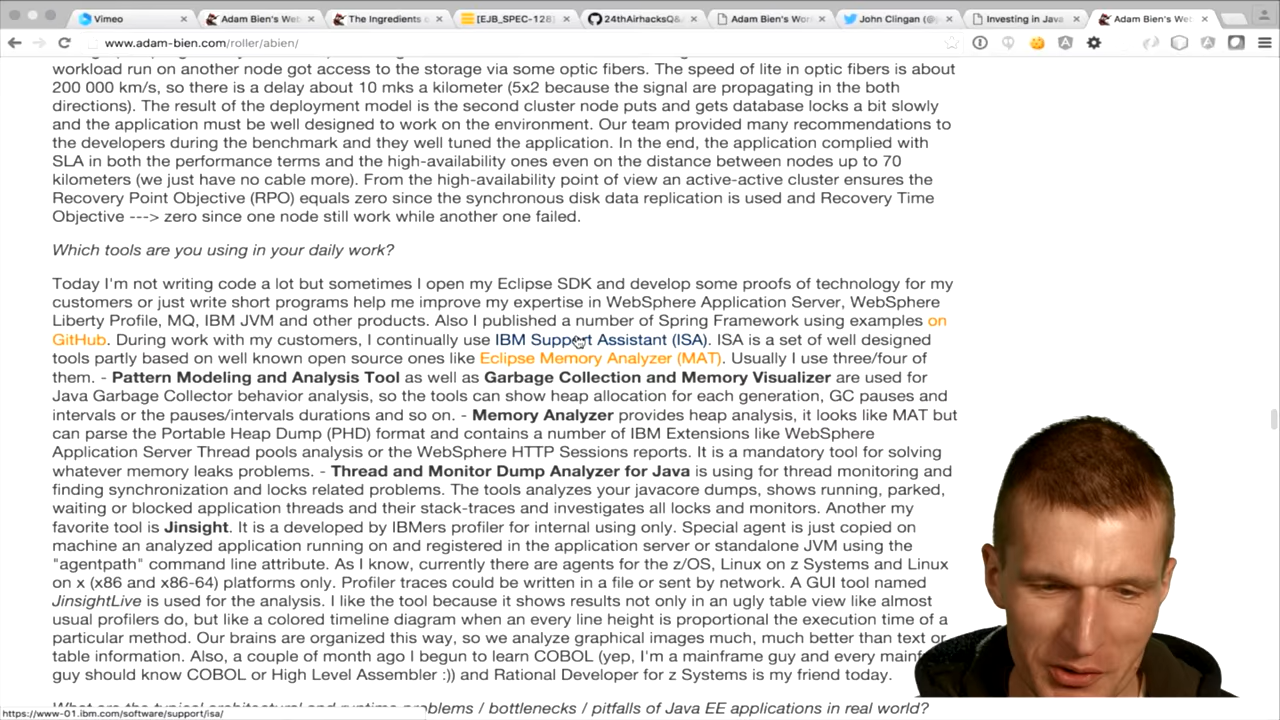 Vimeo
Adam Bien's Web
The Ingredients o
[EJB_SPEC-128]
24thAirhacksQ&
Adam Bien's Wor
John Clingan (@
Investing in Java
Adam Bien's We
www.adam-bien.com/roller/abien/
workload run on another node got access to the storage via some optic fibers. The speed of lite in optic fibers is about
200 000 km/s, so there is a delay about 10 mks a kilometer (5x2 because the signal are propagating in the both
directions). The result of the deployment model is the second cluster node puts and gets database locks a bit slowly
and the application must be well designed to work on the environment. Our team provided many recommendations to
the developers during the benchmark and they well tuned the application. In the end, the application complied with
SLA in both the performance terms and the high-availability ones even on the distance between nodes up to 70
kilometers (we just have no cable more). From the high-availability point of view an active-active cluster ensures the
Recovery Point Objective (RPO) equals zero since the synchronous disk data replication is used and Recovery Time
Objective ---> zero since one node still work while another one failed.
Which tools are you using in your daily work?
Today I'm not writing code a lot but sometimes I open my Eclipse SDK and develop some proofs of technology for my
customers or just write short programs help me improve my expertise in WebSphere Application Server, WebSphere
Liberty Profile, MQ, IBM JVM and other products. Also I published a number of Spring Framework using examples on
GitHub. During work with my customers, I continually use IBM Support Assistant (ISA). ISA is a set of well designed
tools partly based on well known open source ones like Eclipse Memory Analyzer (MAT). Usually I use three/four of
them. - Pattern Modeling and Analysis Tool as well as Garbage Collection and Memory Visualizer are used for
Java Garbage Collector behavior analysis, so the tools can show heap allocation for each generation, GC pauses and
intervals or the pauses/intervals durations and so on. - Memory Analyzer provides heap analysis, it looks like MAT but
can parse the Portable Heap Dump (PHD) format and contains a number of IBM Extensions like WebSphere
Application Server Thread pools analysis or the WebSphere HTTP Sessions reports. It is a mandatory tool for solving
whatever memory leaks problems. - Thread and Monitor Dump Analyzer for Java is using for thread monitoring and
finding synchronization and locks related problems. The tools analyzes your javacore dumps, shows running, parked,
waiting or blocked application threads and their stack-traces and investigates all locks and monitors. Another my
favorite tool is Jinsight. It is a developed by IBMers profiler for internal using only. Special agent is just copied on
machine an analyzed application running on and registered in the application server or standalone JVM using the
"agentpath" command line attribute. As I know, currently there are agents for the z/OS, Linux on z Systems and Linux
on x (x86 and x86-64) platforms only. Profiler traces could be written in a file or sent by network. A GUI tool named
JinsightLive is used for the analysis. I like the tool because it shows results not only in an ugly table view like almost
usual profilers do, but like a colored timeline diagram when an every line height is proportional the execution time of a
particular method. Our brains are organized this way, so we analyze graphical images much, much better than text or
table information. Also, a couple of month ago I begun to learn COBOL (yep, I'm a mainframe guy and every mainf
guy should know COBOL or High Level Assembler :)) and Rational Developer for z Systems is my friend today.
What are the typical architectural and runtime problems / bottlenecks / pitfalls of Java EE applications in real world?
https://www-01.ibm.com/software/support/isa/